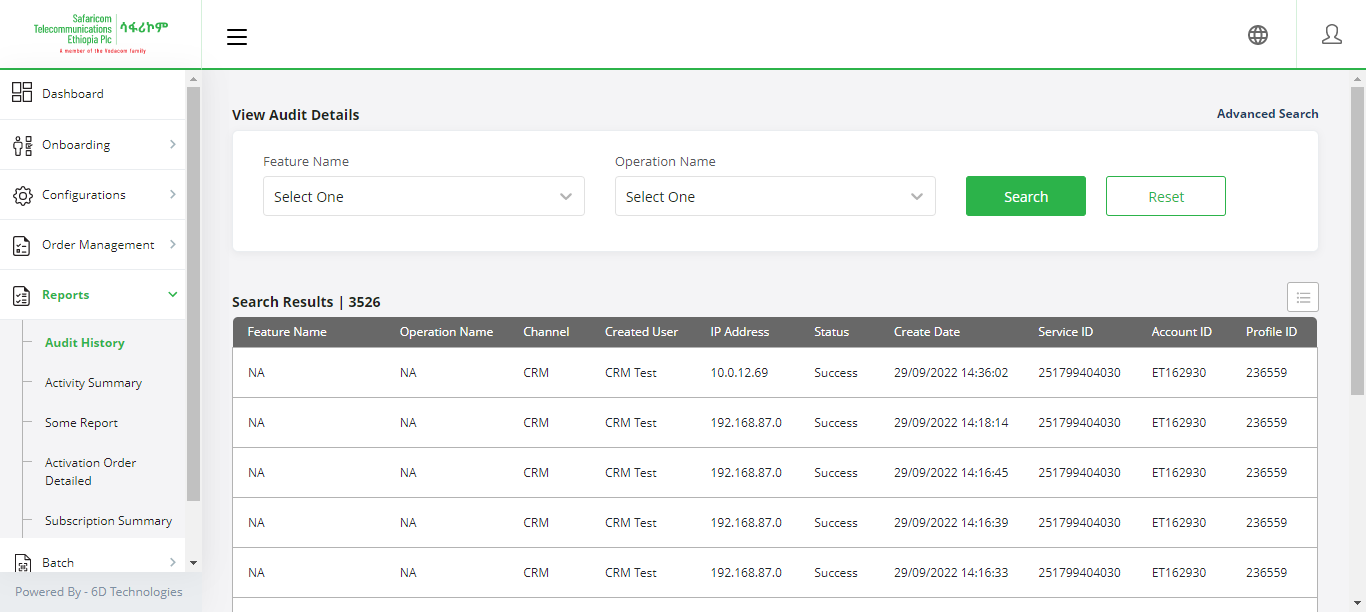 Safaricom
Telecommunications
Ethiopia Plc
ሳፋሪኮም
A member of the Vodacom family
Dashboard
Onboarding
Configurations
Order Management
Reports
Audit History
Activity Summary
Some Report
Activation Order
Detailed
Subscription Summary
Batch
Powered By - 6D Technologies
View Audit Details
Advanced Search
Feature Name Operation Name
Select One Select One Search Reset
Search Results | 3526
Feature Name Operation Name Channel Created User IP Address Status Create Date Service ID Account ID Profile ID
NA NA CRM CRM Test 10.0.12.69 Success 29/09/2022 14:36:02 251799404030 ET162930 236559
NA NA CRM CRM Test 192.168.87.0 Success 29/09/2022 14:18:14 251799404030 ET162930 236559
NA NA CRM CRM Test 192.168.87.0 Success 29/09/2022 14:16:45 251799404030 ET162930 236559
NA NA CRM CRM Test 192.168.87.0 Success 29/09/2022 14:16:39 251799404030 ET162930 236559
NA NA CRM CRM Test 192.168.87.0 Success 29/09/2022 14:16:33 251799404030 ET162930 236559